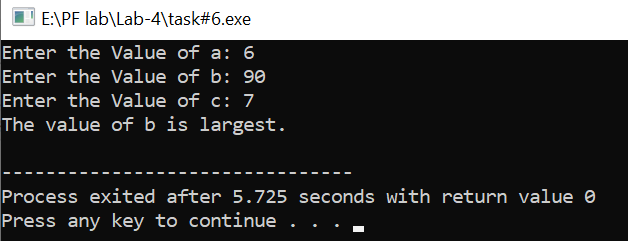 E:\PF lab\Lab-4\task#6.exe
Enter the Value of a: 6
Enter the Value of b: 90
Enter the Value of c: 7
The value of b is largest.
--------------------------------
Process exited after 5.725 seconds with return value 0
Press any key to continue . . .